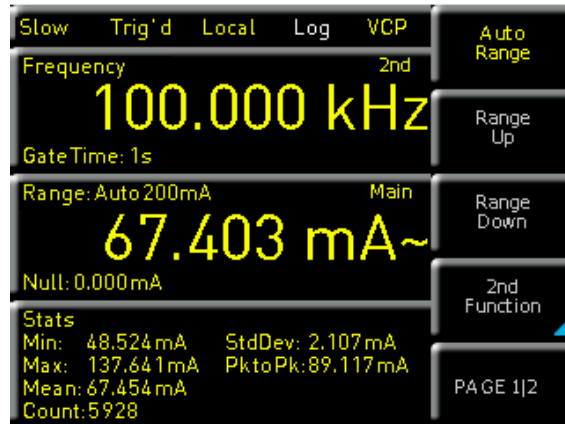 Slow Trig'd Local Log VCP
Frequency 2nd
100.000 kHz
GateTime: 1s
Range: Auto 200mA Main
67.403 mA~
Null: 0.000mA
Stats
Min: 48.524mA StdDev: 2.107mA
Max: 137.641mA PktoPk: 89.117mA
Mean: 67.454mA
Count: 5928
Auto
Range
Range
Up
Range
Down
2nd
Function
PAGE 1|2